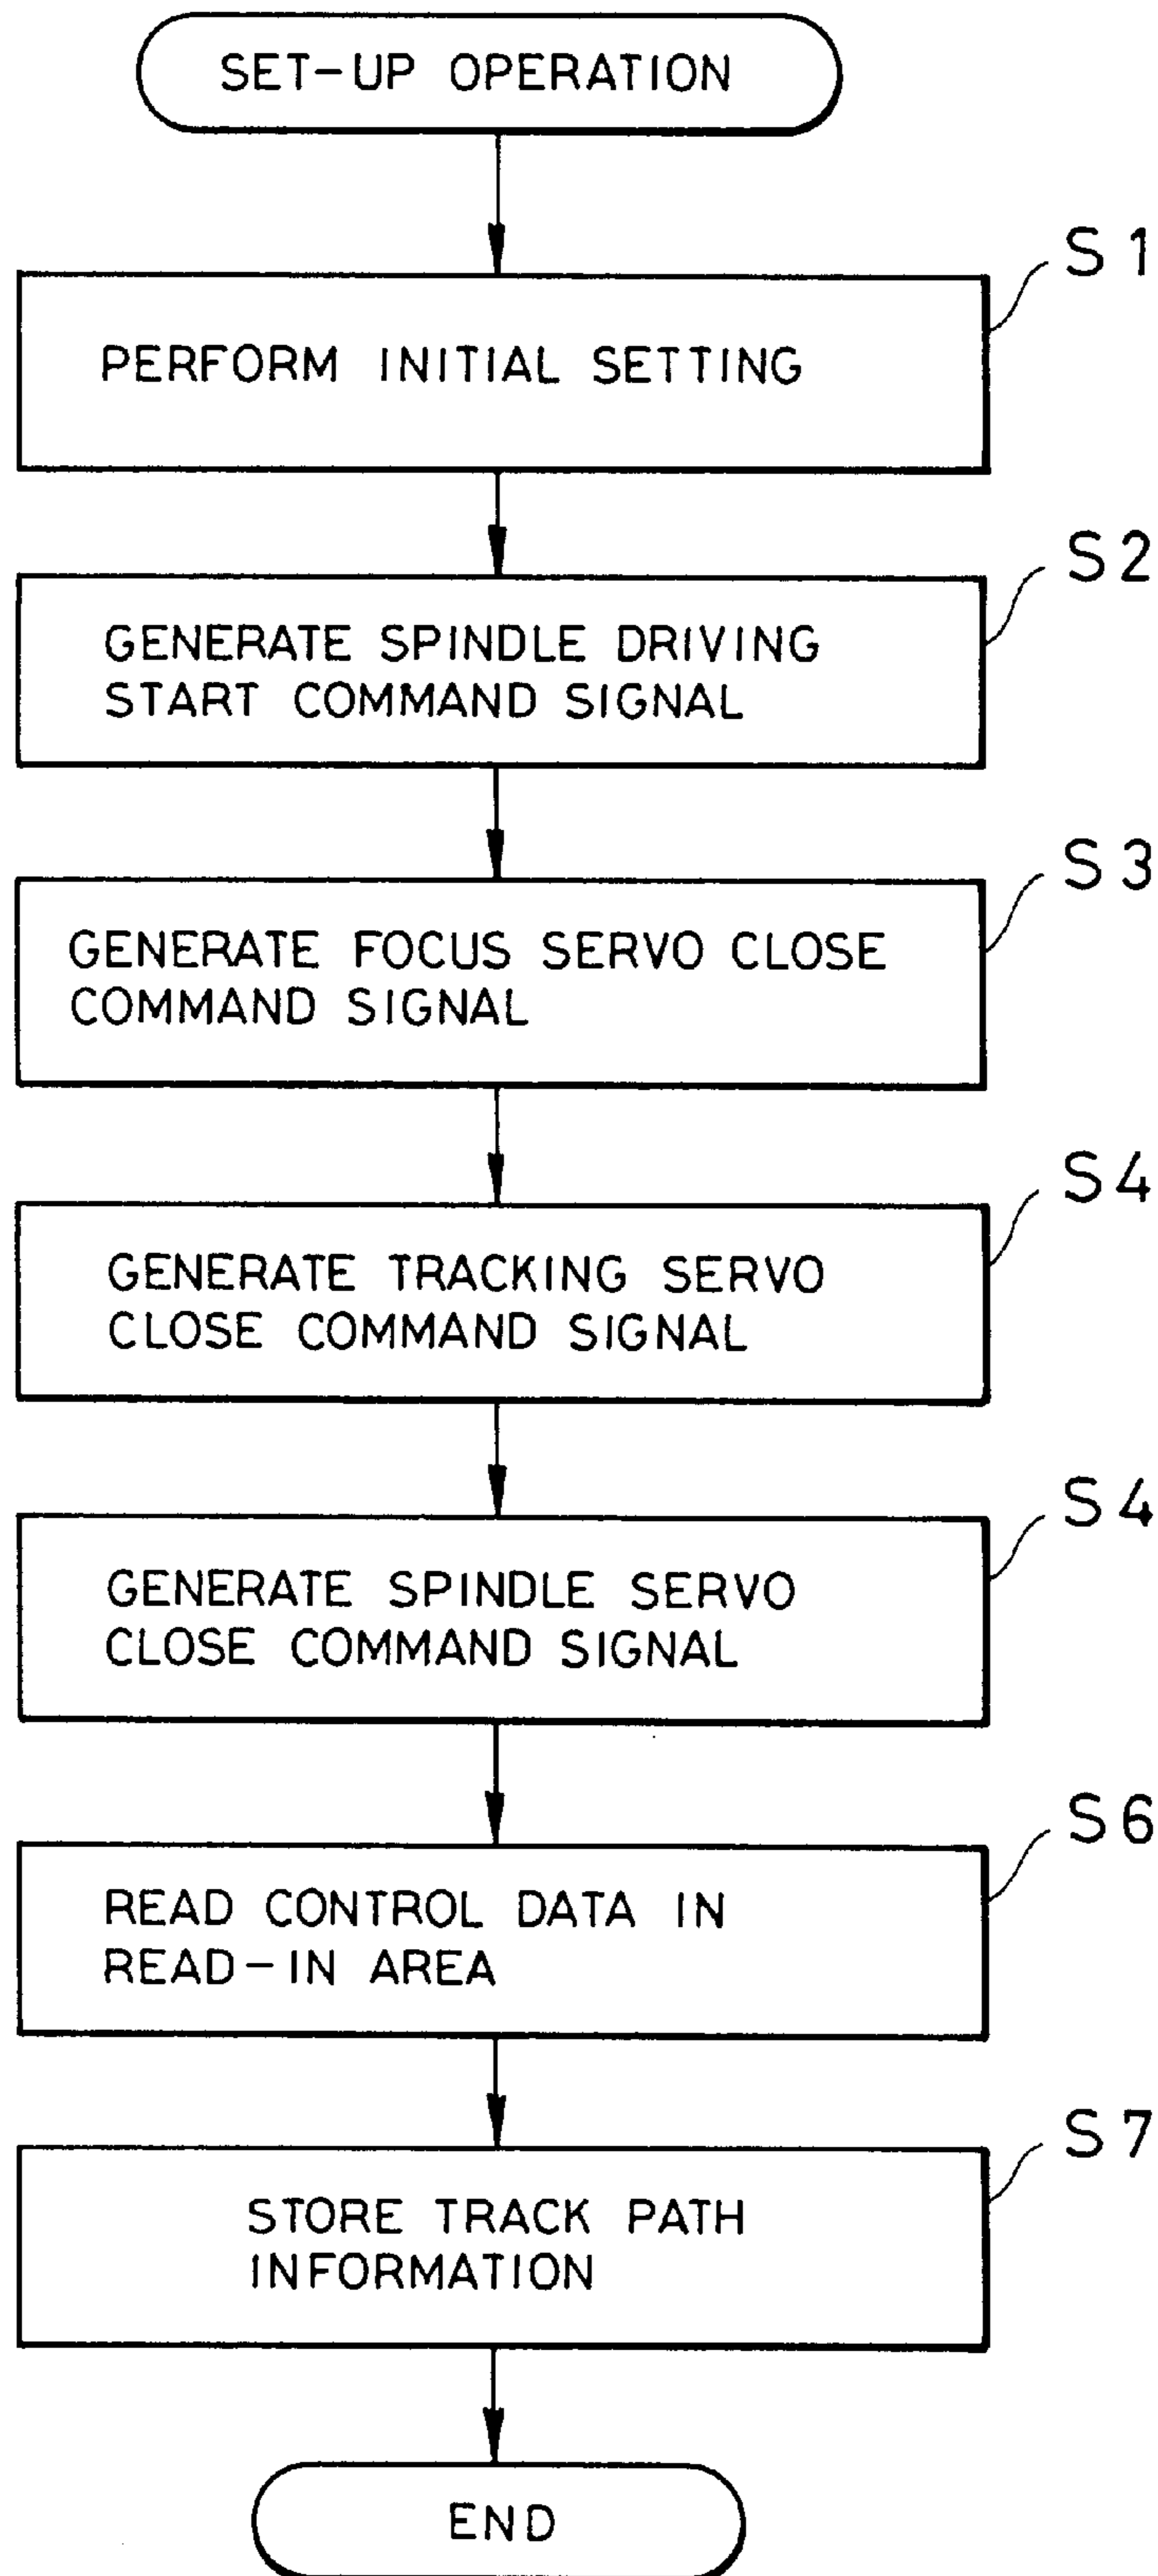 SET-UP OPERATION
S1
PERFORM INITIAL SETTING
S2
GENERATE SPINDLE DRIVING
START COMMAND SIGNAL
S3
GENERATE FOCUS SERVO CLOSE
COMMAND SIGNAL
S4
GENERATE TRACKING SERVO
CLOSE COMMAND SIGNAL
S4
GENERATE SPINDLE SERVO
CLOSE COMMAND SIGNAL
S6
READ CONTROL DATA IN
READ-IN AREA
S7
STORE TRACK PATH
INFORMATION
END